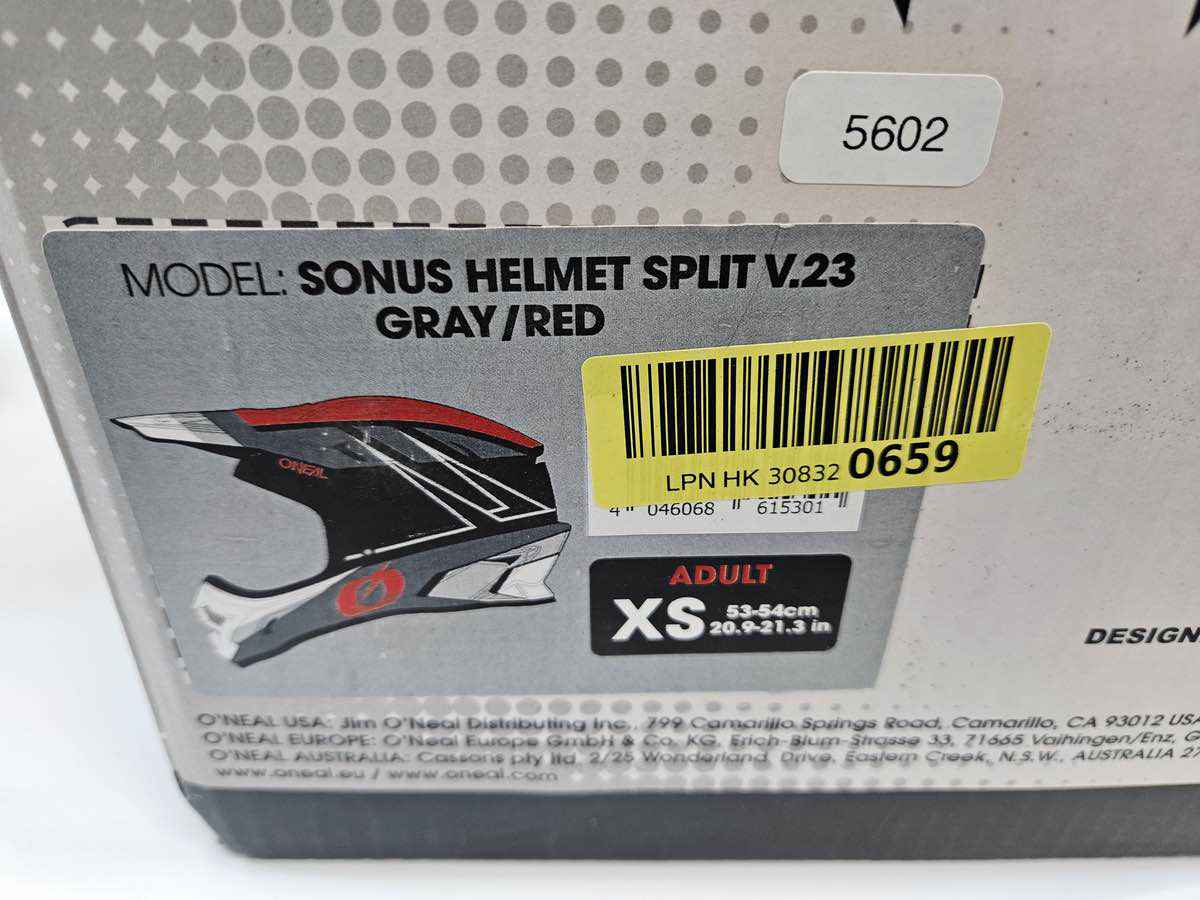 5602
MODEL: SONUS HELMET SPLIT V.23
GRAY/RED
LPN HK 30832 0659
4 046068 615301
ONEAL
ADULT
XS 53-54cm
20.9-21.3 in
DESIGN
O'NEAL USA: Jim O'Neal Distributing Inc., 799 Camarillo Springs Road, Camarillo, CA 93012 USA
O'NEAL EUROPE: O'Neal Europe GmbH & Co. KG, Erich-Blum-Strasse 33, 71665 Vaihingen/Enz, G
O'NEAL AUSTRALIA: Cassons pty ltd, 2/25 Wonderland Drive, Eastern Creek, N.S.W., AUSTRALIA 2
www.oneal.eu / www.oneal.com